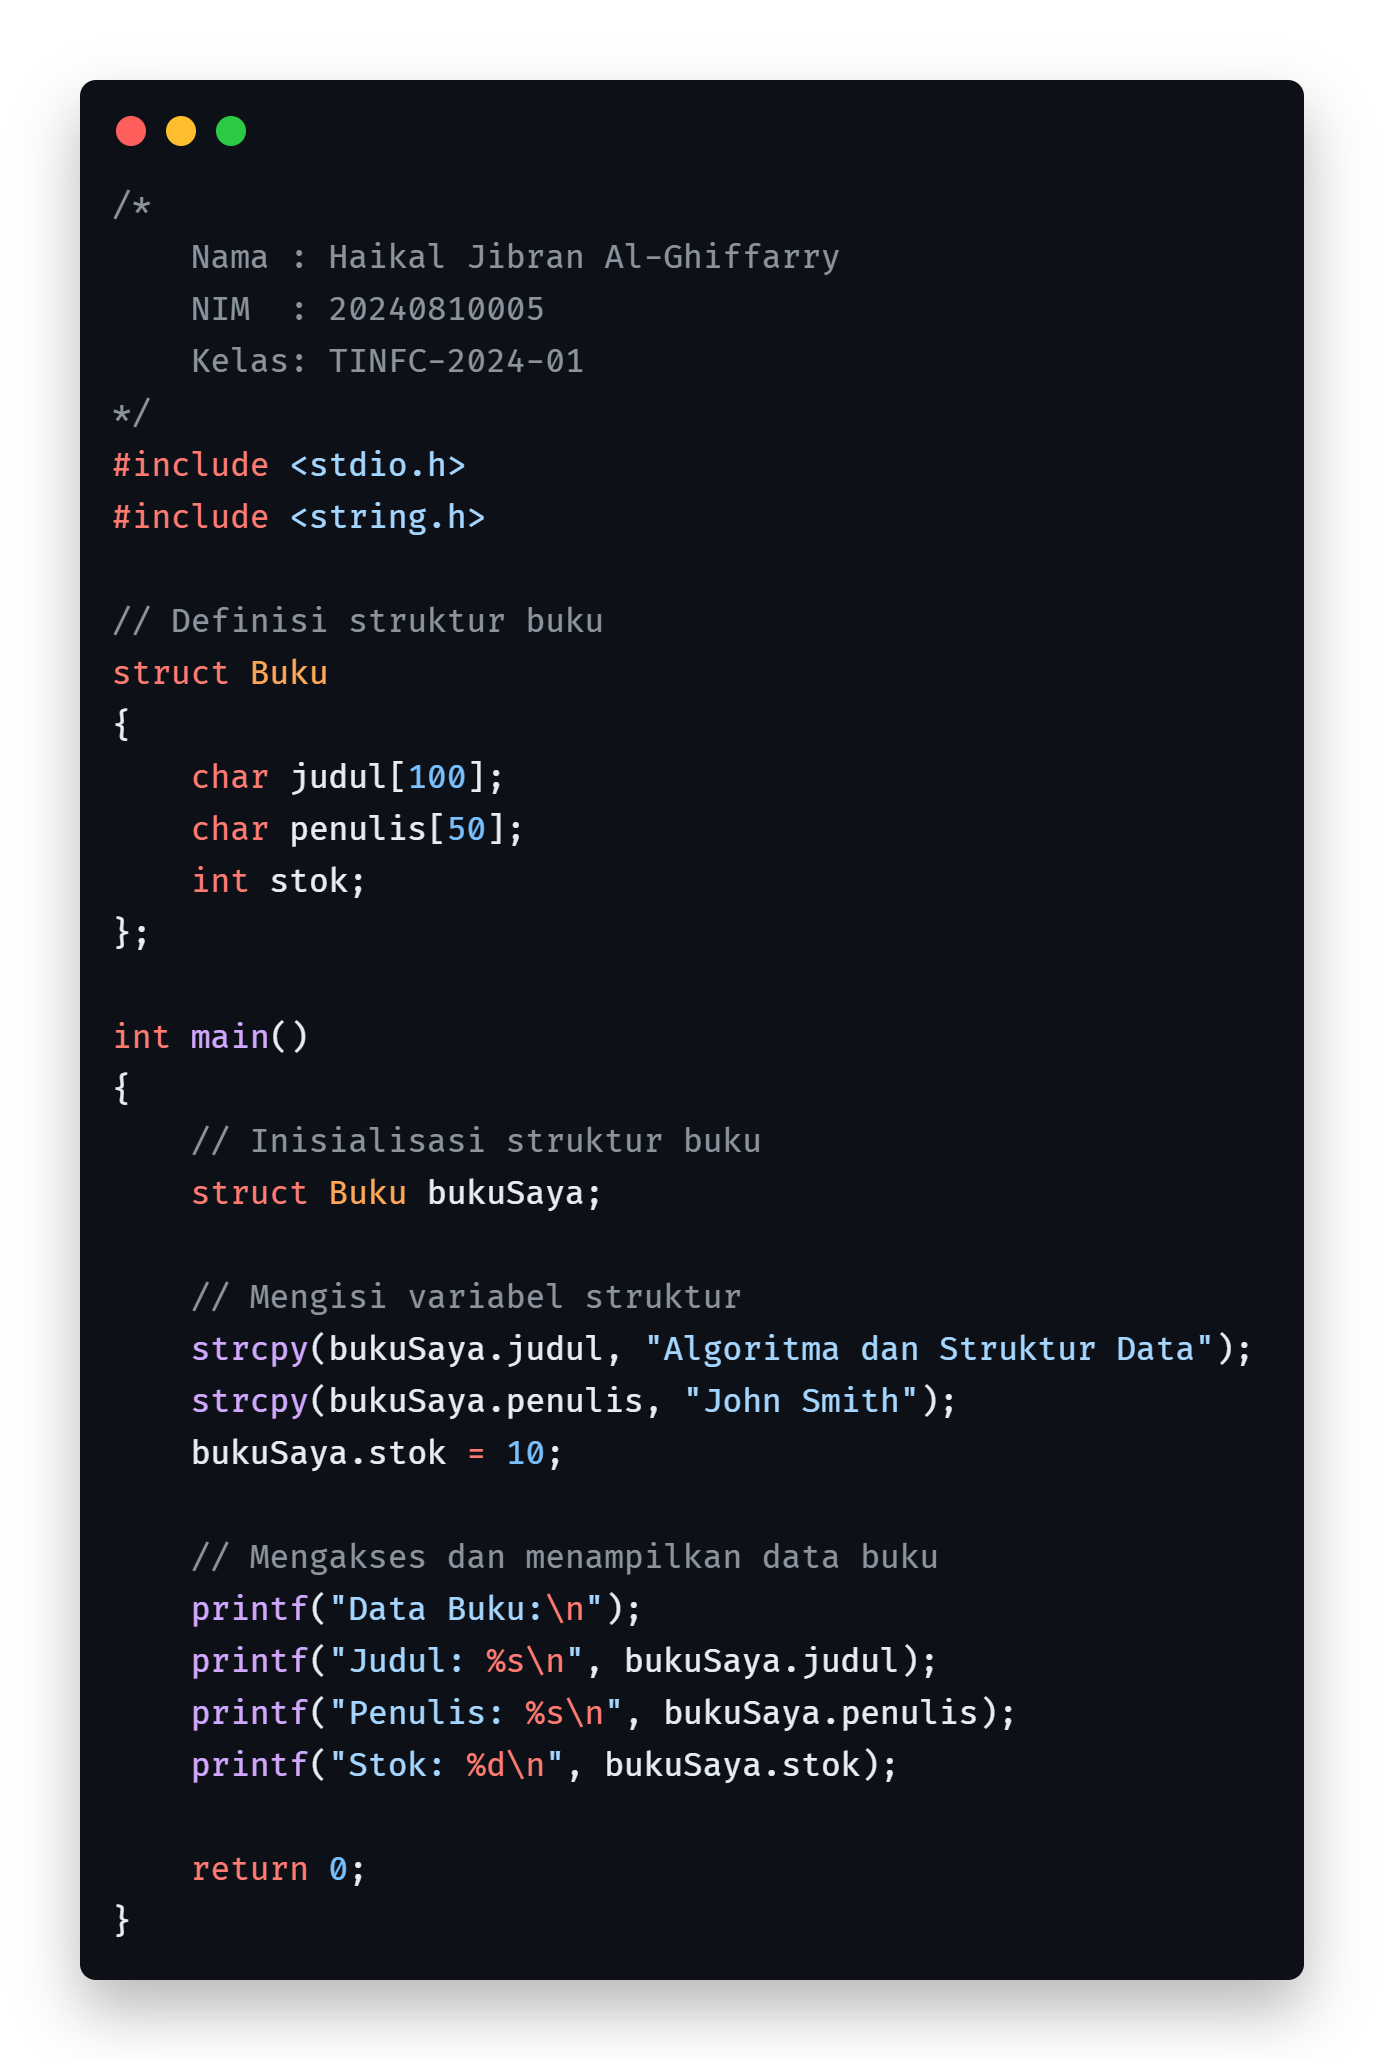 /*
    Nama : Haikal Jibran Al-Ghiffarry
    NIM  : 20240810005
    Kelas: TINFC-2024-01
*/
#include <stdio.h>
#include <string.h>

// Definisi struktur buku
struct Buku
{
    char judul[100];
    char penulis[50];
    int stok;
};

int main()
{
    // Inisialisasi struktur buku
    struct Buku bukuSaya;

    // Mengisi variabel struktur
    strcpy(bukuSaya.judul, "Algoritma dan Struktur Data");
    strcpy(bukuSaya.penulis, "John Smith");
    bukuSaya.stok = 10;

    // Mengakses dan menampilkan data buku
    printf("Data Buku:\n");
    printf("Judul: %s\n", bukuSaya.judul);
    printf("Penulis: %s\n", bukuSaya.penulis);
    printf("Stok: %d\n", bukuSaya.stok);

    return 0;
}